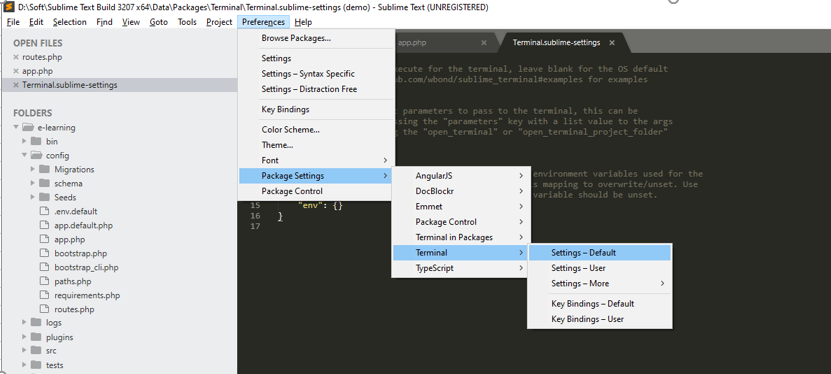 D:\Soft\Sublime Text Build 3207 x64\Data\Packages\Terminal\Terminal.sublime-settings (demo) - Sublime Text (UNREGISTERED)
File Edit Selection Find View Goto Tools Project Preferences Help
OPEN FILES
routes.php
app.php
Terminal.sublime-settings
FOLDERS
e-learning
bin
config
Migrations
schema
Seeds
.env.default
app.default.php
app.php
bootstrap.php
bootstrap_cli.php
paths.php
requirements.php
routes.php
logs
plugins
src
tests
Browse Packages...
Settings
Settings – Syntax Specific
Settings – Distraction Free
Key Bindings
Color Scheme...
Theme...
Font
Package Settings
Package Control
app.php
Terminal.sublime-settings
ecute for the terminal, leave blank for the OS default
ub.com/wbond/sublime_terminal#examples for examples
parameters to pass to the terminal, this can be
ssing the "parameters" key with a list value to the args
g the "open_terminal" or "open_terminal_project_folder"
environment variables used for the
s mapping to overwrite/unset. Use
variable should be unset.
15 "env": {}
16 }
17
AngularJS
DocBlockr
Emmet
Package Control
Terminal in Packages
Terminal
TypeScript
Settings – Default
Settings – User
Settings – More
Key Bindings – Default
Key Bindings – User